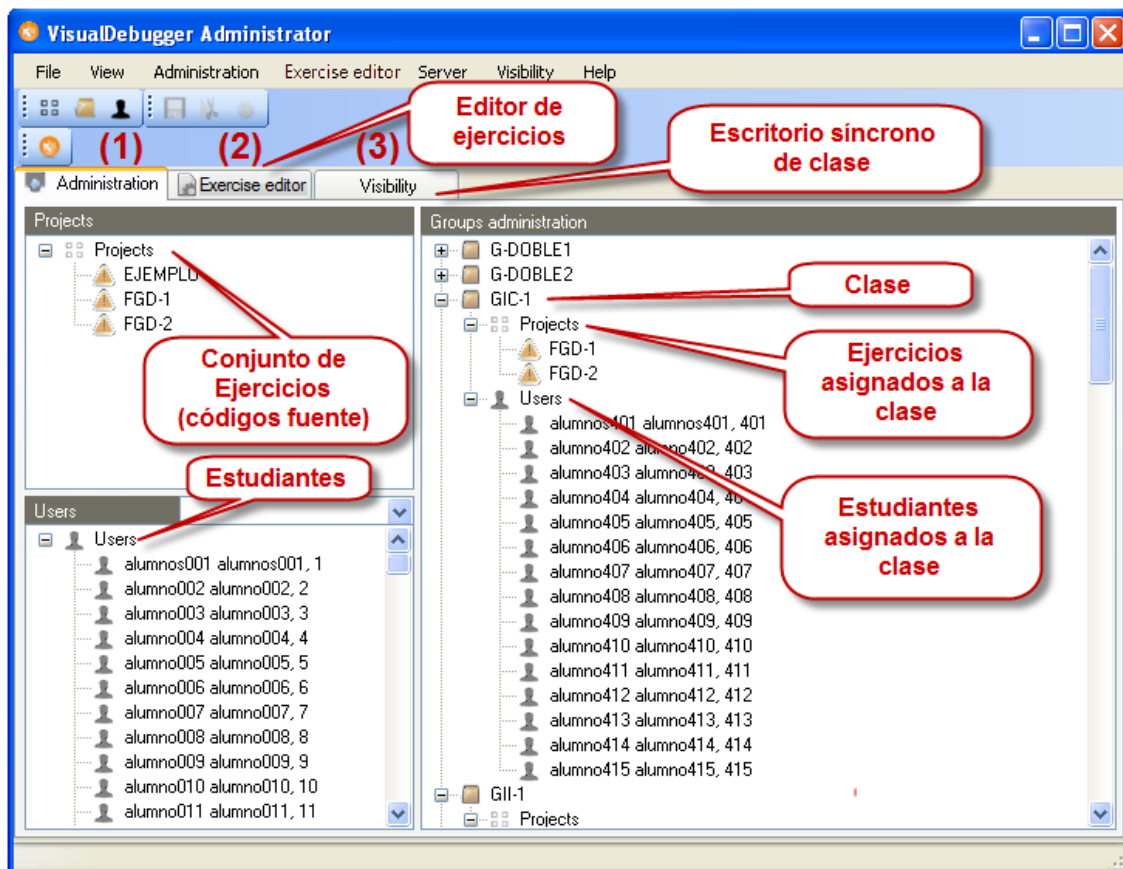 VisualDebugger Administrator
File View Administration Exercise editor Server Visibility Help
(1) (2) (3)
Editor de
ejercicios
Escritorio síncrono
de clase
Administration Exercise editor Visibility
Projects
Projects
EJEMPLO
FGD-1
FGD-2
Conjunto de
Ejercicios
(códigos fuente)
Estudiantes
Users
Users
alumnos001 alumnos001, 1
alumno002 alumno002, 2
alumno003 alumno003, 3
alumno004 alumno004, 4
alumno005 alumno005, 5
alumno006 alumno006, 6
alumno007 alumno007, 7
alumno008 alumno008, 8
alumno009 alumno009, 9
alumno010 alumno010, 10
alumno011 alumno011, 11
Groups administration
G-DOBLE1
G-DOBLE2
GIC-1
Projects
FGD-1
FGD-2
Users
alumnos401 alumnos401, 401
alumno402 alumno402, 402
alumno403 alumno403, 403
alumno404 alumno404,
alumno405 alumno405, 405
alumno406 alumno406, 406
alumno407 alumno407, 407
alumno408 alumno408, 408
alumno409 alumno409, 409
alumno410 alumno410, 410
alumno411 alumno411, 411
alumno412 alumno412, 412
alumno413 alumno413, 413
alumno414 alumno414, 414
alumno415 alumno415, 415
GII-1
Projects
Clase
Ejercicios
asignados a la
clase
Estudiantes
asignados a la
clase